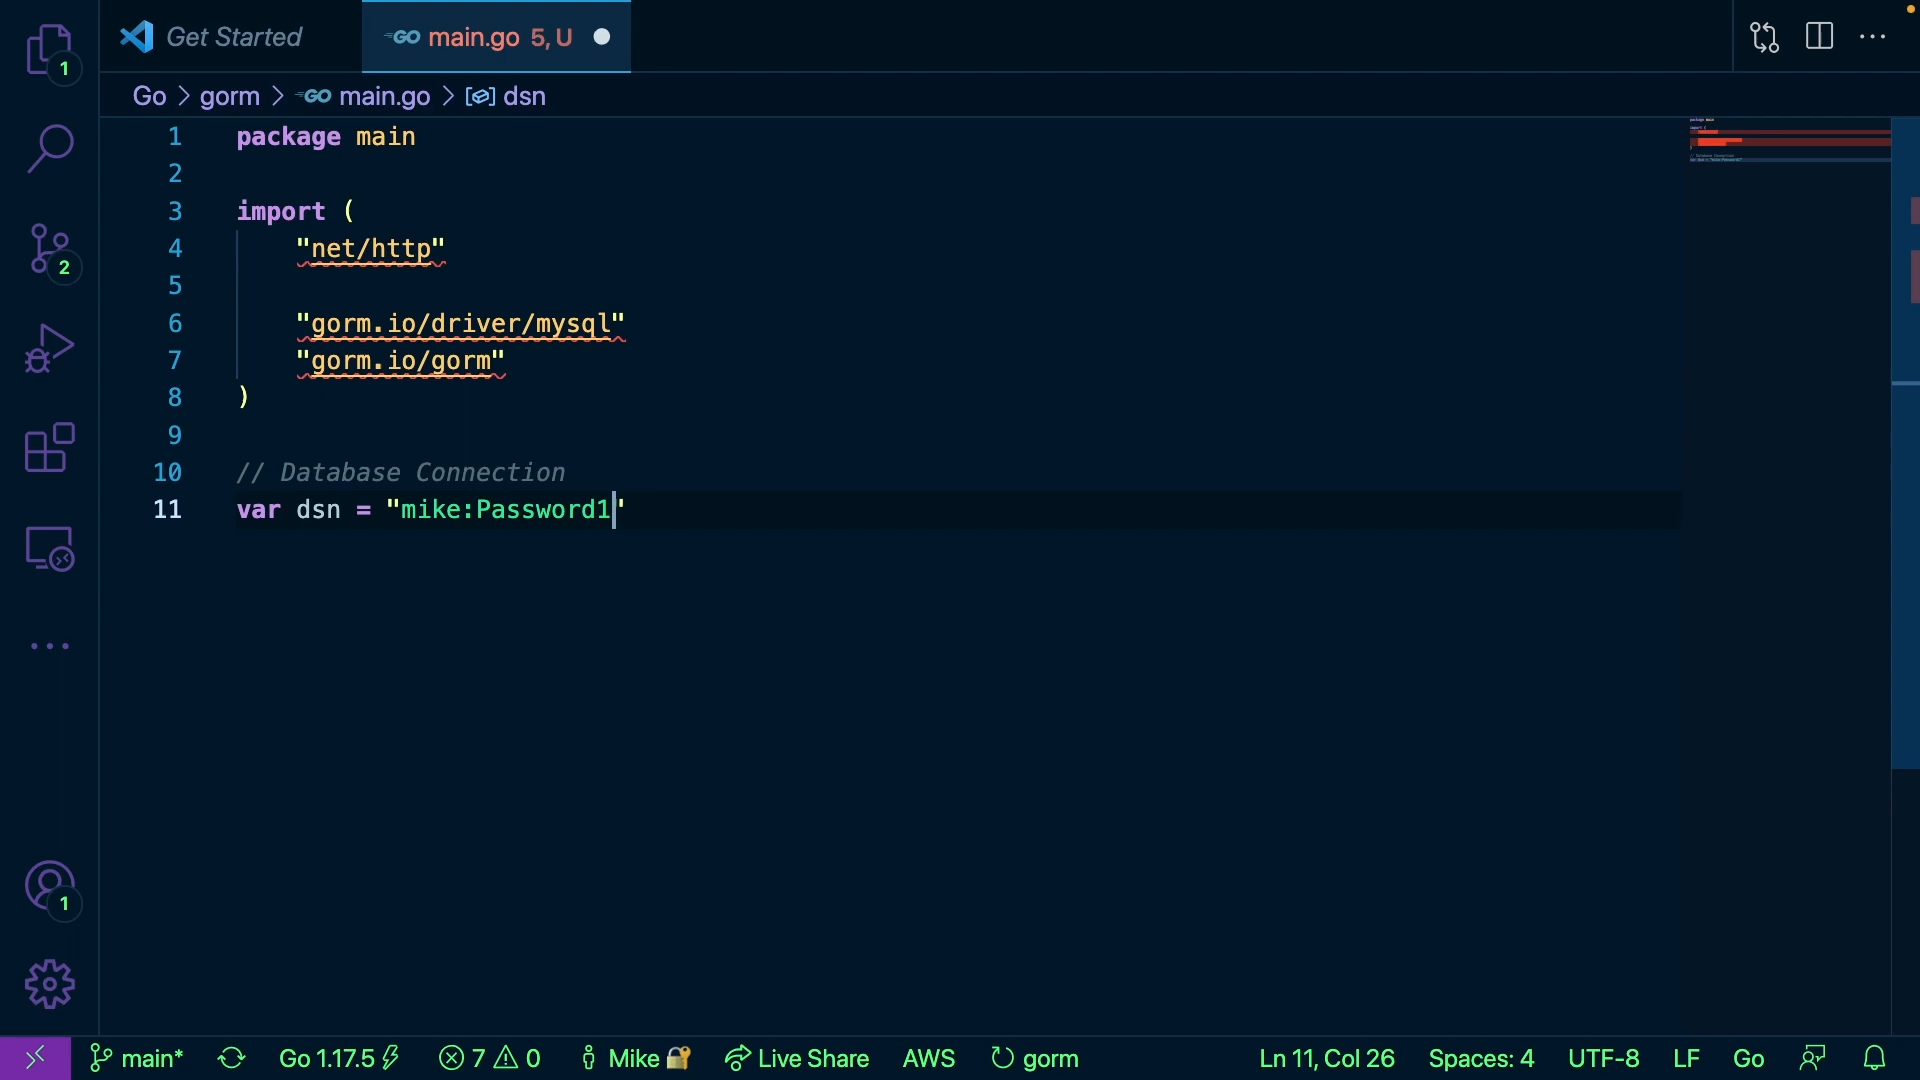 1
Get Started
GO main.go 5, U
Go > gorm > GO main.go > dsn
1 package main
2
3 import (
4 "net/http"
5
6 "gorm.io/driver/mysql"
7 "gorm.io/gorm"
8 )
9
10 // Database Connection
11 var dsn = "mike:Password1"
2
1
main* Go 1.17.5 7 0 Mike Live Share AWS gorm Ln 11, Col 26 Spaces: 4 UTF-8 LF Go